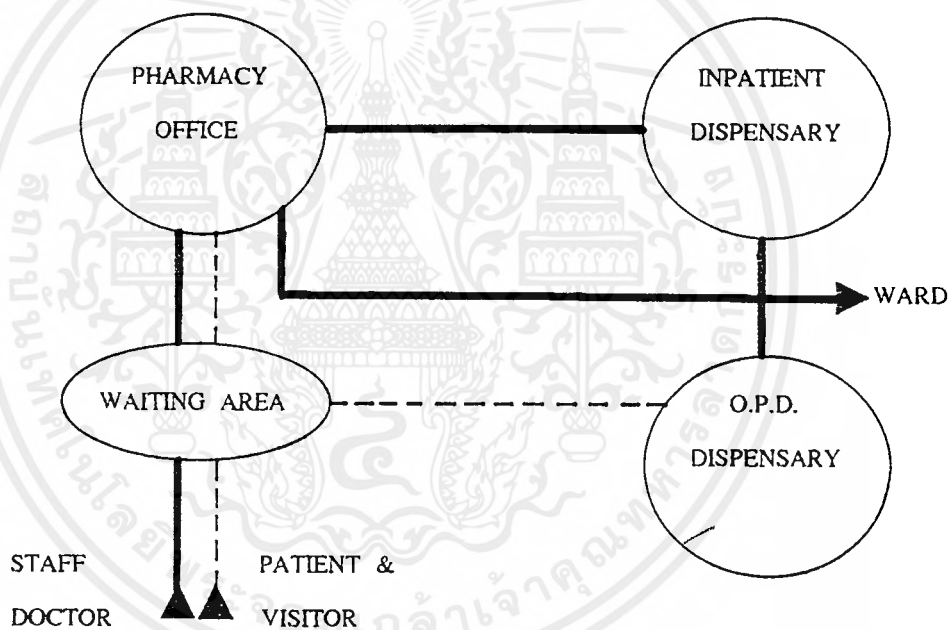 PHARMACY
OFFICE
INPATIENT
DISPENSARY
WARD
WAITING AREA
O.P.D.
DISPENSARY
STAFF
DOCTOR
PATIENT &
VISITOR